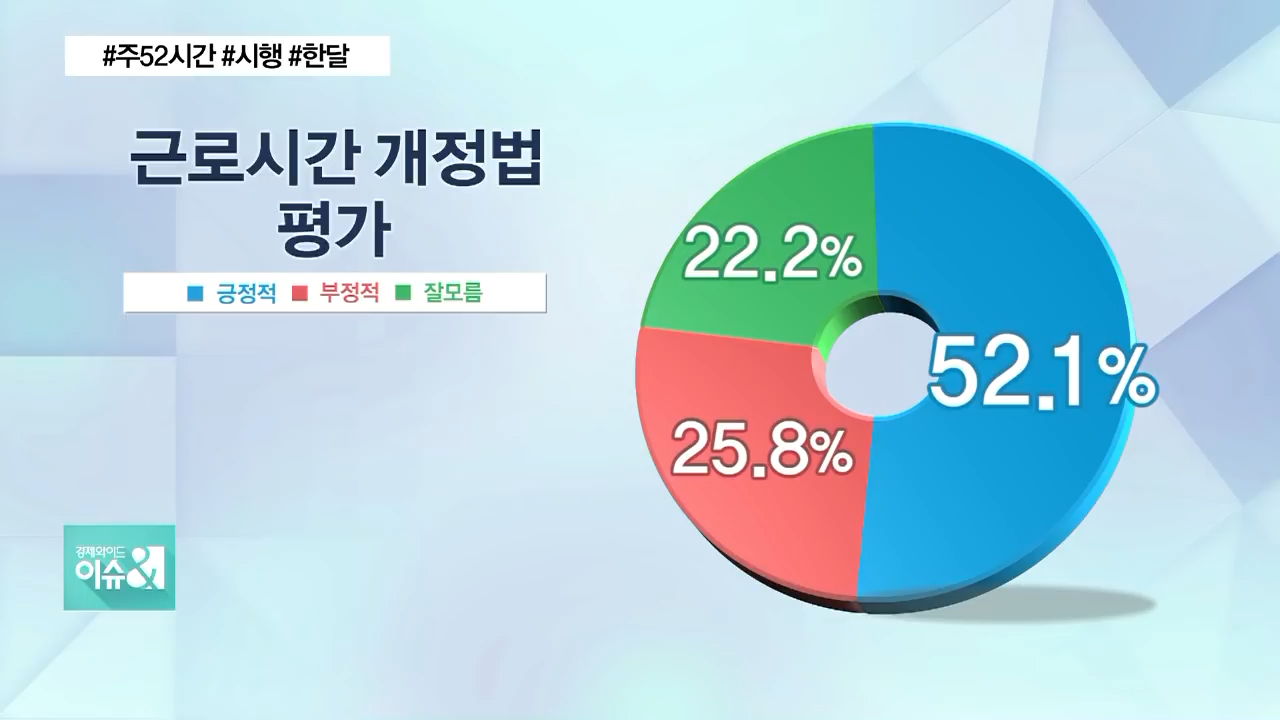 #주52시간 #시행 #한달
근로시간 개정법
평가
긍정적 부정적 잘모름
22.2%
52.1%
25.8%
경제와이드
이슈&